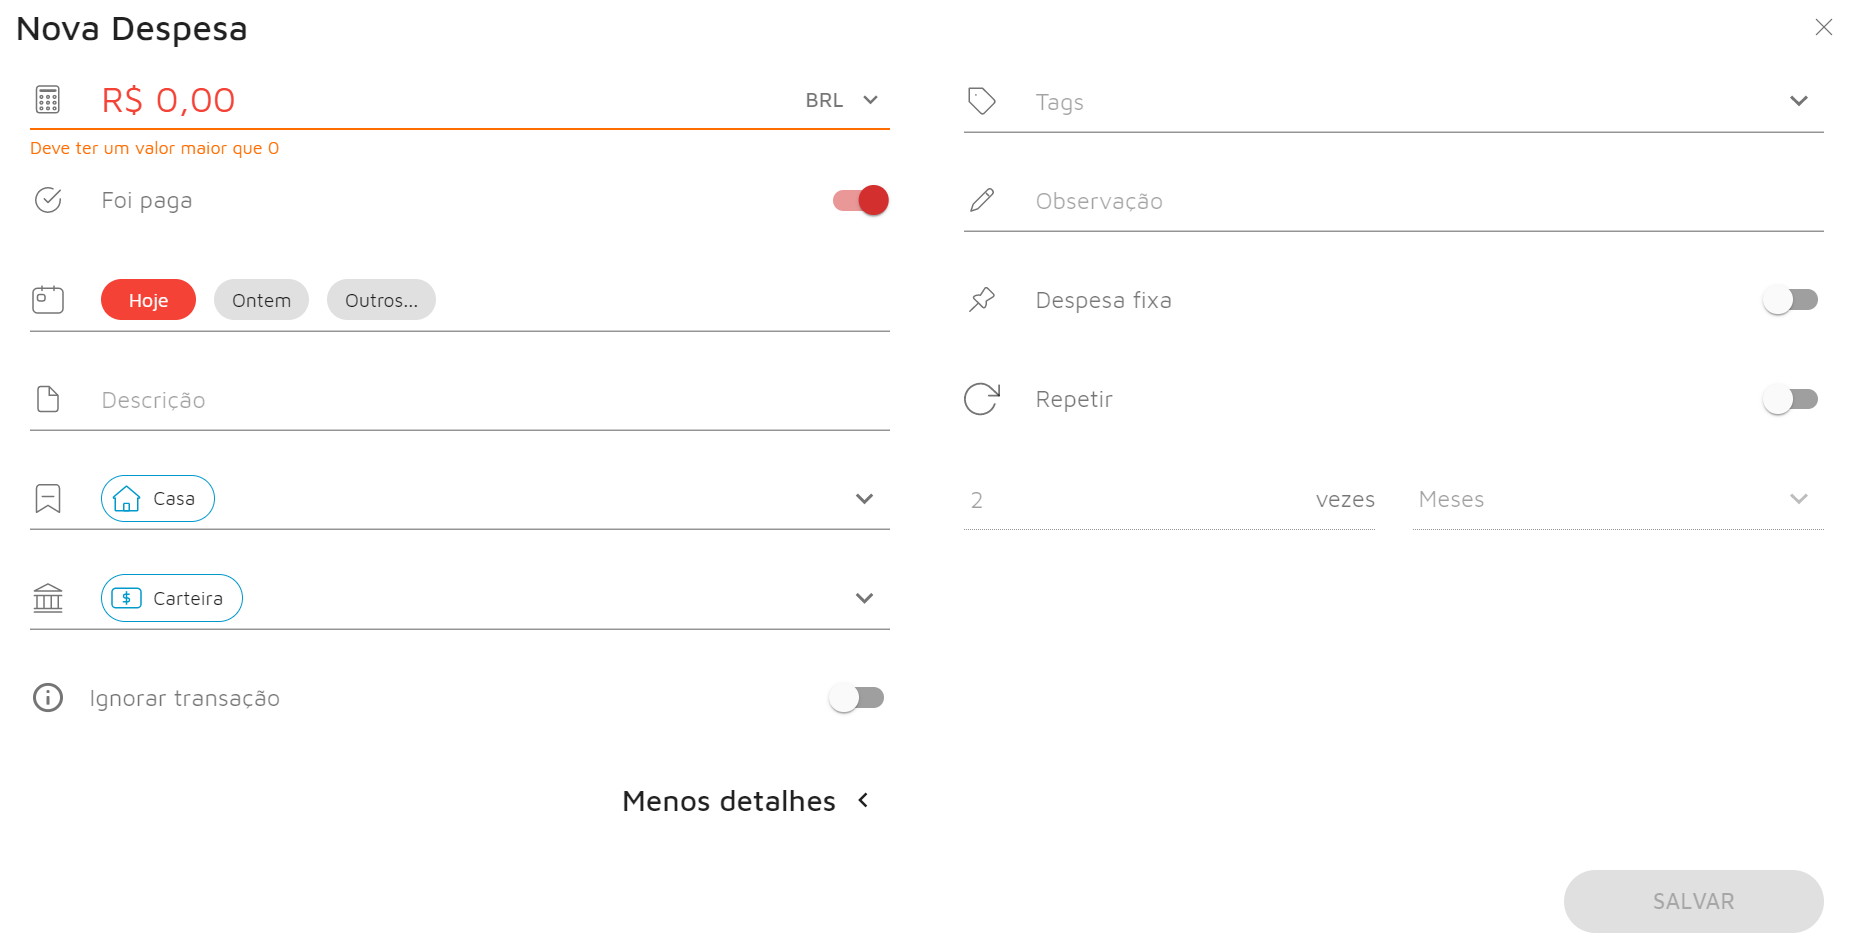 Nova Despesa
R$ 0,00
BRL
Deve ter um valor maior que 0
Foi paga
Hoje
Ontem
Outros...
Descrição
Casa
$
Carteira
Ignorar transação
Menos detalhes
Tags
Observação
Despesa fixa
Repetir
2 vezes
Meses
SALVAR